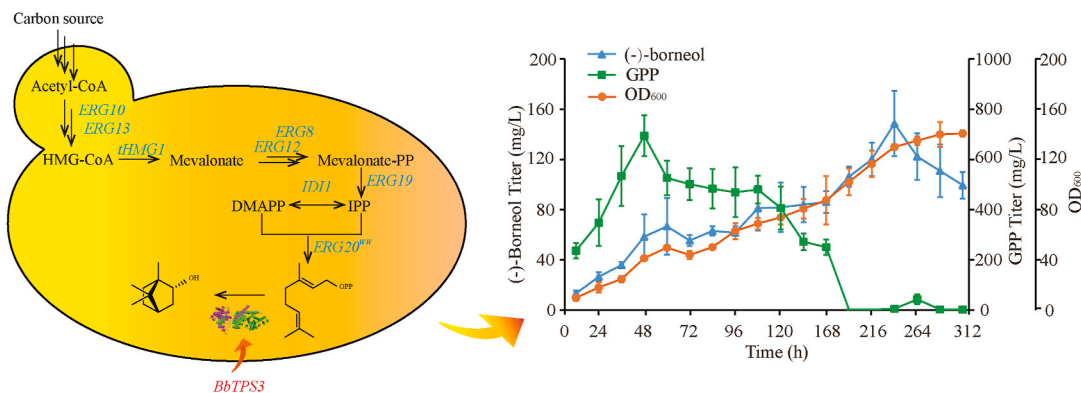 Carbon source
Acetyl-CoA
ERG10
ERG13
HMG-CoA
tHMG1
Mevalonate
ERG8
ERG12
Mevalonate-PP
ERG19
IDI1
DMAPP
IPP
ERG20WW
OH
OPP
BbTPS3
(-)-borneol
GPP
OD600
(-)-Borneol Titer (mg/L)
200
160
120
80
40
0
0 24 48 72 96 120 168 216 264 312
Time (h)
1000
800
600
400
200
0
GPP Titer (mg/L)
200
160
120
80
40
0
OD600